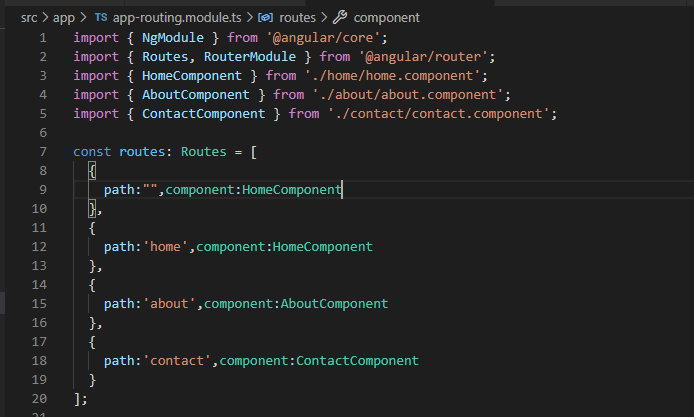 src > app > TS app-routing.module.ts > routes > component
1 import { NgModule } from '@angular/core';
2 import { Routes, RouterModule } from '@angular/router';
3 import { HomeComponent } from './home/home.component';
4 import { AboutComponent } from './about/about.component';
5 import { ContactComponent } from './contact/contact.component';
6
7 const routes: Routes = [
8 {
9 path:"",component:HomeComponent
10 },
11 {
12 path:'home',component:HomeComponent
13 },
14 {
15 path:'about',component:AboutComponent
16 },
17 {
18 path:'contact',component:ContactComponent
19 }
20 ];
21